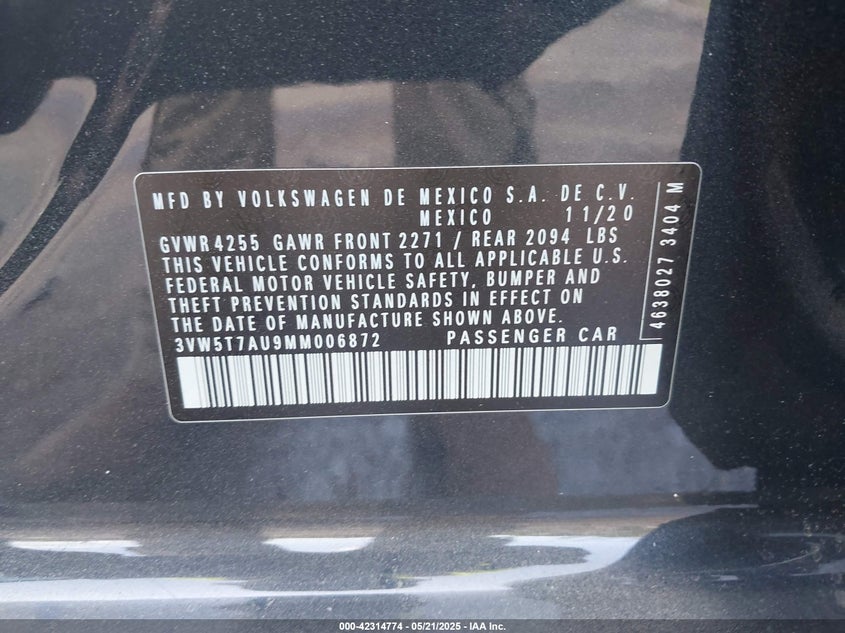 MFD BY VOLKSWAGEN DE MEXICO S.A. DE C.V.
MEXICO 11/20
GVWR 4255 GAWR FRONT 2271 / REAR 2094 LBS
THIS VEHICLE CONFORMS TO ALL APPLICABLE U.S.
FEDERAL MOTOR VEHICLE SAFETY, BUMPER AND
THEFT PREVENTION STANDARDS IN EFFECT ON
THE DATE OF MANUFACTURE SHOWN ABOVE.
3VW5T7AU9MM006872 PASSENGER CAR
4638027 3404 M
000-42314774 - 05/21/2025 - IAA Inc.